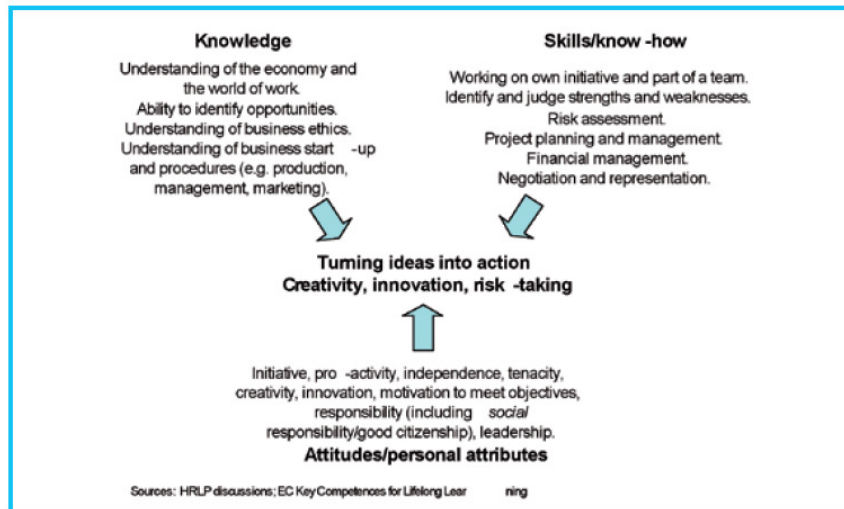 Knowledge
Understanding of the economy and
the world of work.
Ability to identify opportunities.
Understanding of business ethics.
Understanding of business start -up
and procedures (e.g. production,
management, marketing).
Skills/know -how
Working on own initiative and part of a team.
Identify and judge strengths and weaknesses.
Risk assessment.
Project planning and management.
Financial management.
Negotiation and representation.
Turning ideas into action
Creativity, innovation, risk -taking
Initiative, pro -activity, independence, tenacity,
creativity, innovation, motivation to meet objectives,
responsibility (including social
responsibility/good citizenship), leadership.
Attitudes/personal attributes
Sources: HRLP discussions; EC Key Competences for Lifelong Lear ning